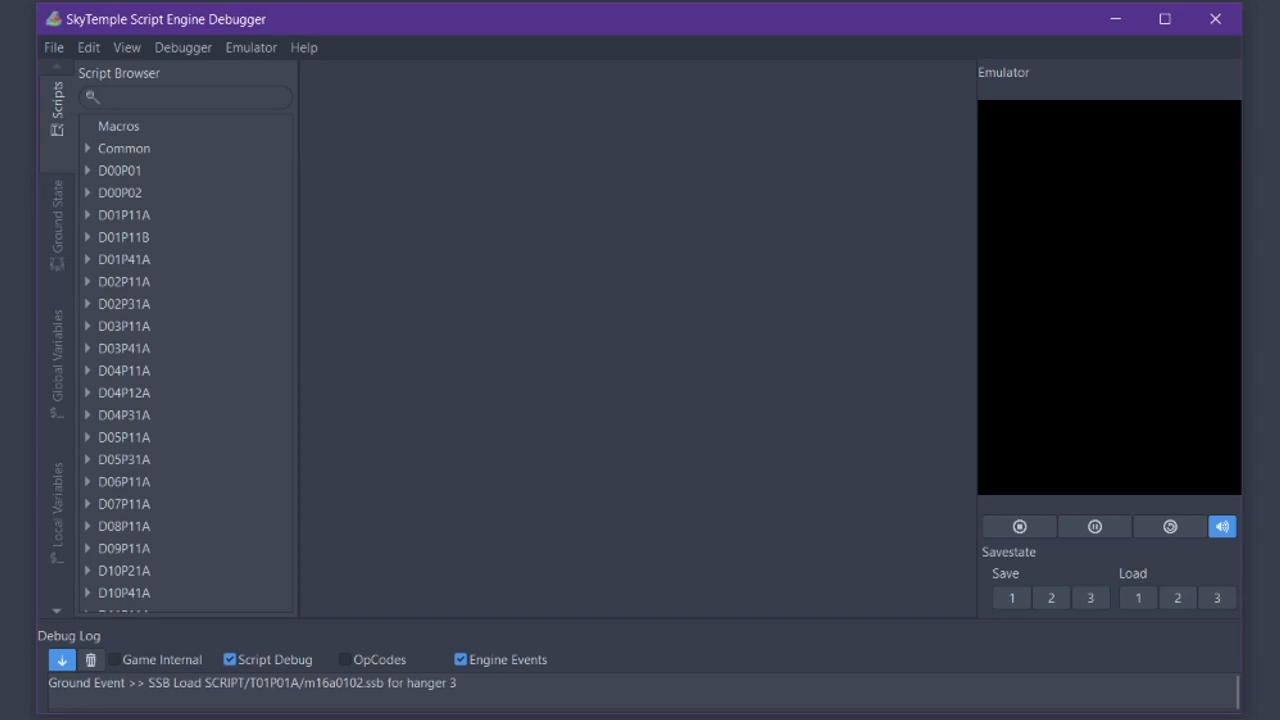 SkyTemple Script Engine Debugger
File Edit View Debugger Emulator Help
Scripts
Ground State
Global Variables
Local Variables
Script Browser
Macros
Common
D00P01
D00P02
D01P11A
D01P11B
D01P41A
D02P11A
D02P31A
D03P11A
D03P41A
D04P11A
D04P12A
D04P31A
D05P11A
D05P31A
D06P11A
D07P11A
D08P11A
D09P11A
D10P21A
D10P41A
Emulator
Savestate
Save Load
1 2 3 1 2 3
Debug Log
Game Internal Script Debug OpCodes Engine Events
Ground Event >> SSB Load SCRIPT/T01P01A/m16a0102.ssb for hanger 3